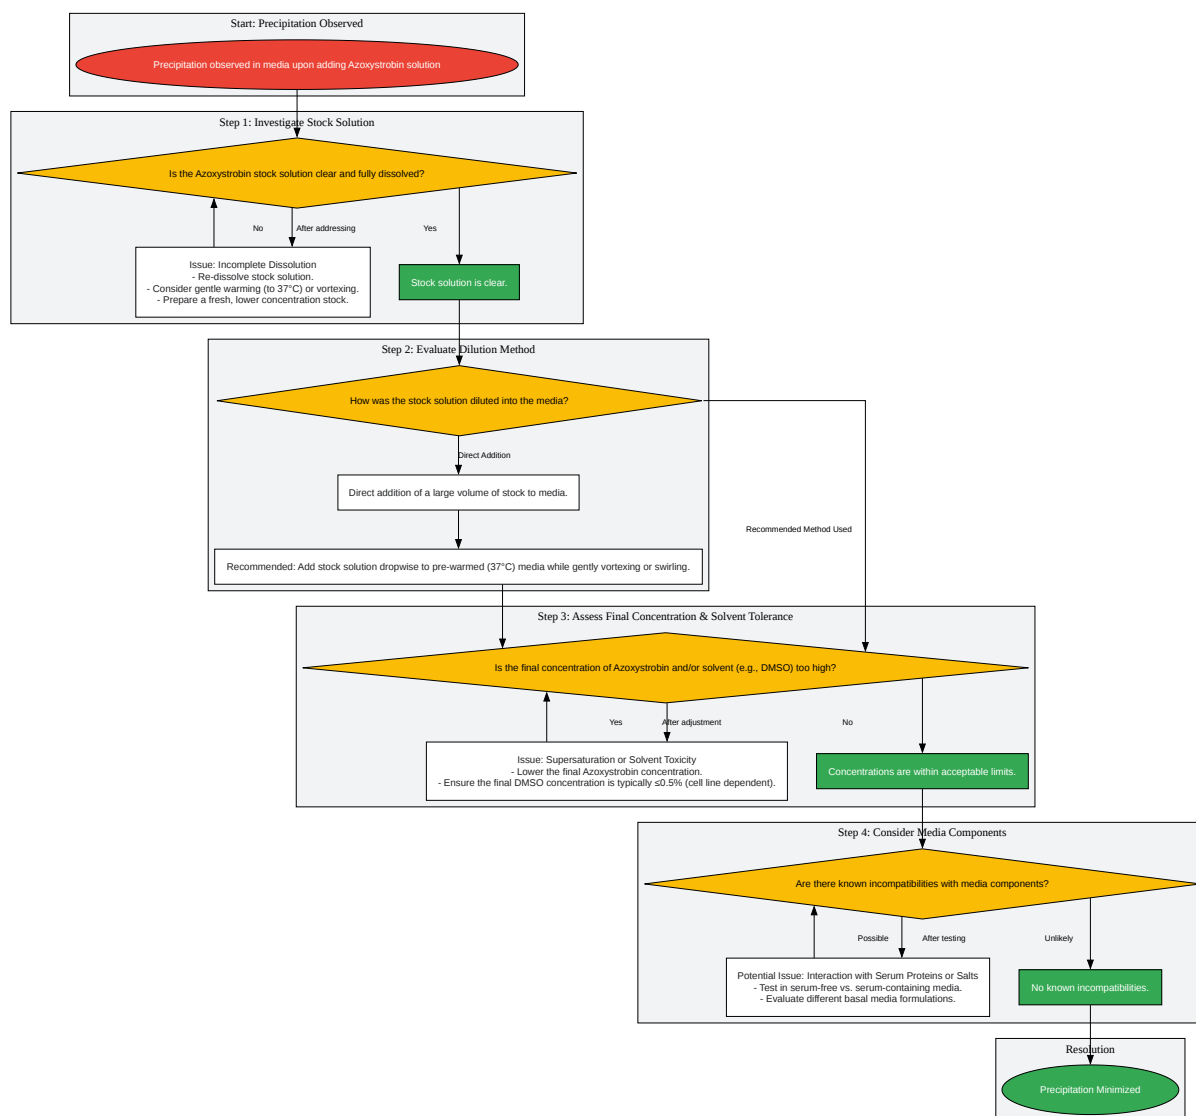 Start: Precipitation Observed
Precipitation observed in media upon adding Azoxystrobin solution
Step 1: Investigate Stock Solution
Is the Azoxystrobin stock solution clear and fully dissolved?
No
After addressing
Yes
Issue: Incomplete Dissolution
- Re-dissolve stock solution.
- Consider gentle warming (to 37°C) or vortexing.
- Prepare a fresh, lower concentration stock.
Stock solution is clear.
Step 2: Evaluate Dilution Method
How was the stock solution diluted into the media?
Direct Addition
Direct addition of a large volume of stock to media.
Recommended Method Used
Recommended: Add stock solution dropwise to pre-warmed (37°C) media while gently vortexing or swirling.
Step 3: Assess Final Concentration & Solvent Tolerance
Is the final concentration of Azoxystrobin and/or solvent (e.g., DMSO) too high?
Yes
After adjustment
No
Issue: Supersaturation or Solvent Toxicity
- Lower the final Azoxystrobin concentration.
- Ensure the final DMSO concentration is typically ≤0.5% (cell line dependent).
Concentrations are within acceptable limits.
Step 4: Consider Media Components
Are there known incompatibilities with media components?
Possible
After testing
Unlikely
Potential Issue: Interaction with Serum Proteins or Salts
- Test in serum-free vs. serum-containing media.
- Evaluate different basal media formulations.
No known incompatibilities.
Resolution
Precipitation Minimized